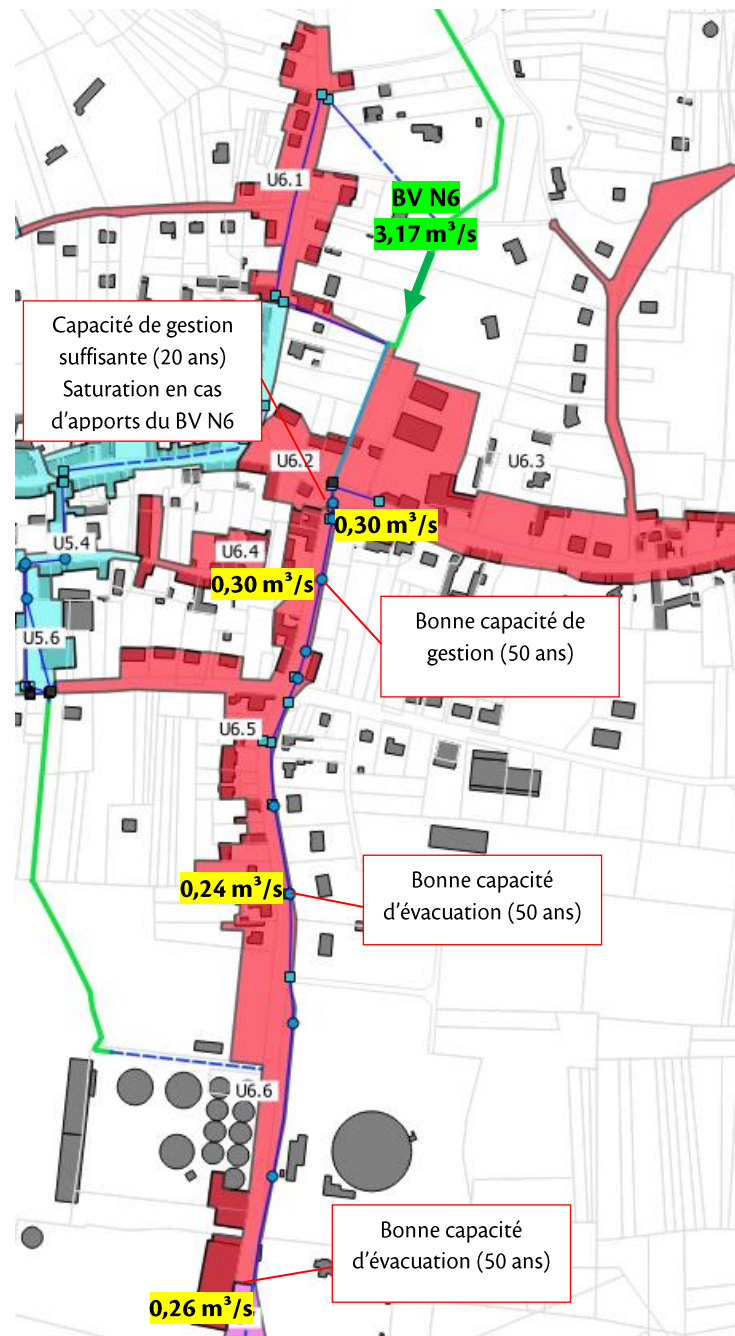 BV N6
3,17 m³/s
U6.1
Capacité de gestion
suffisante (20 ans)
Saturation en cas
d'apports du BV N6
U6.2
U6.3
0,30 m³/s
U5.4
U6.4
0,30 m³/s
Bonne capacité de
gestion (50 ans)
U5.6
U6.5
0,24 m³/s
Bonne capacité
d'évacuation (50 ans)
U6.6
Bonne capacité
d'évacuation (50 ans)
0,26 m³/s